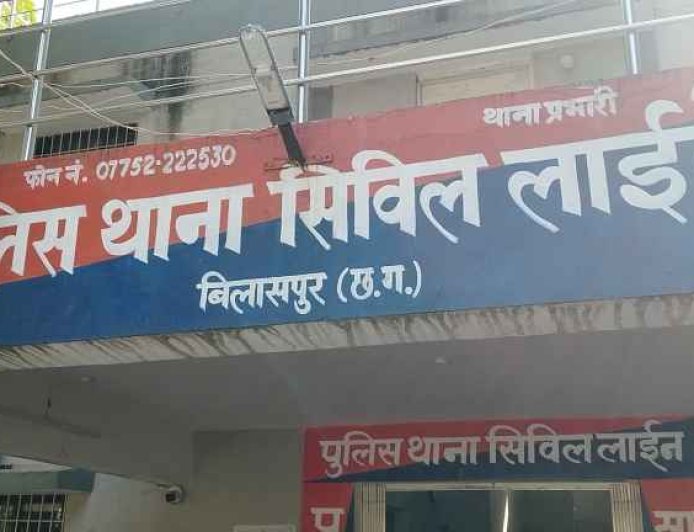 थाना प्रभारी
फोन नं. 07752-222530
लिस थाना सिविल लाई
बिलासपुर (छ.ग.)
पुलिस थाना सिविल लाईन